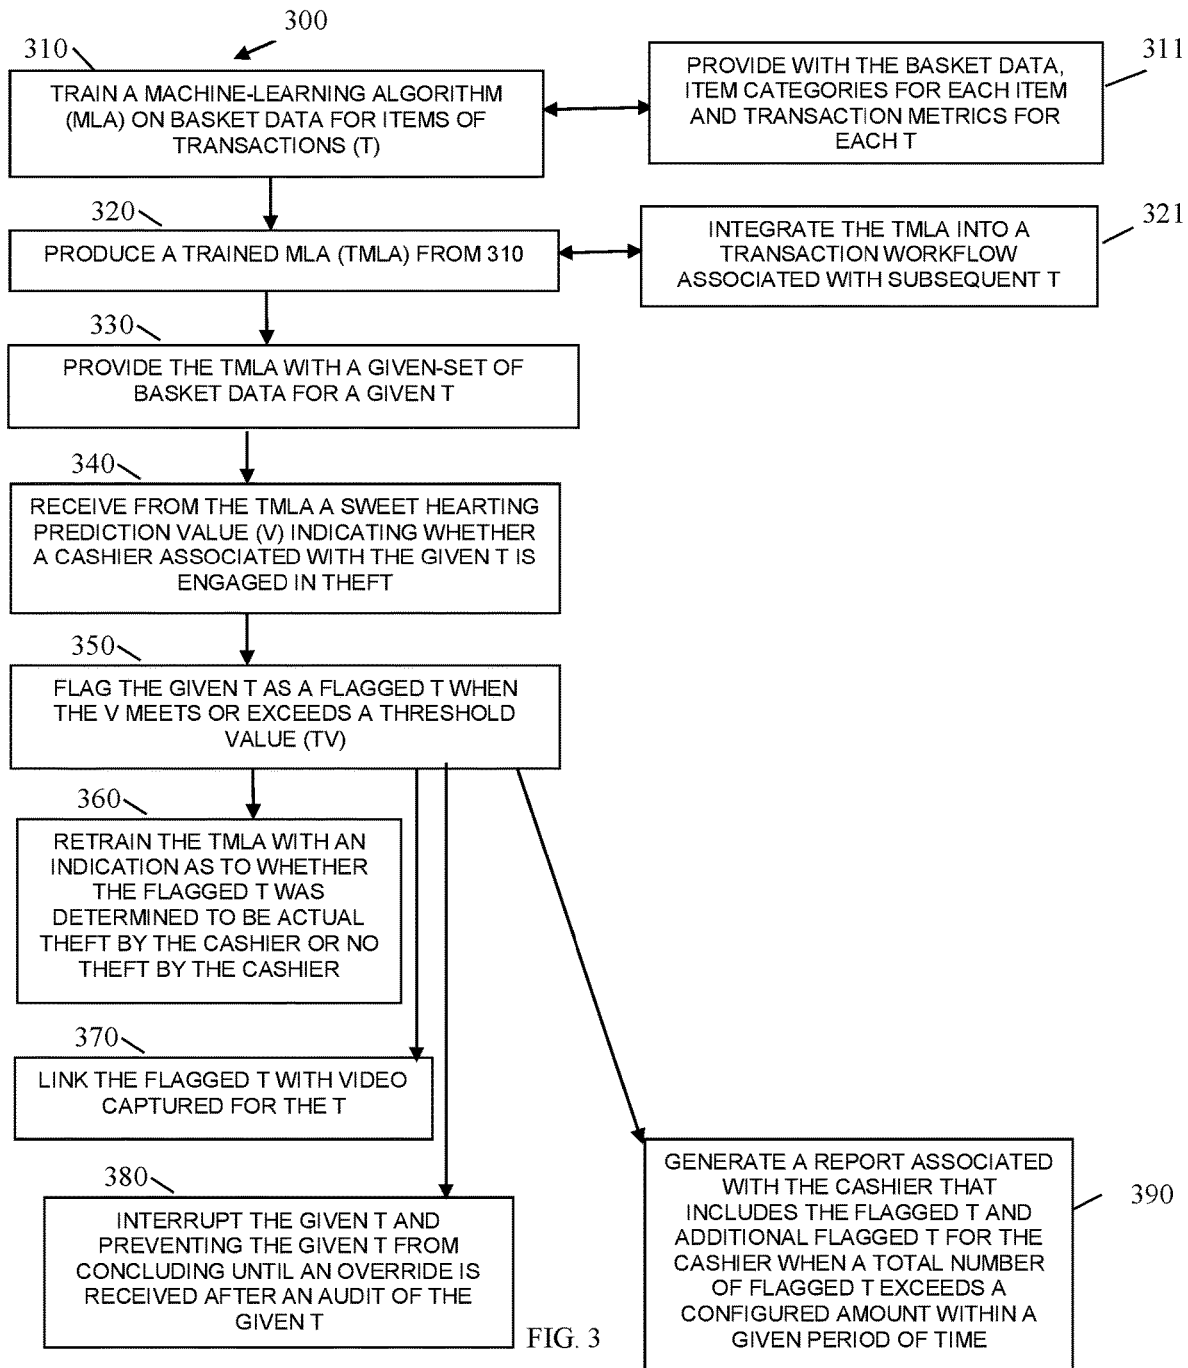 300
310
TRAIN A MACHINE-LEARNING ALGORITHM
(MLA) ON BASKET DATA FOR ITEMS OF
TRANSACTIONS (T)
311
PROVIDE WITH THE BASKET DATA,
ITEM CATEGORIES FOR EACH ITEM
AND TRANSACTION METRICS FOR
EACH T
320
PRODUCE A TRAINED MLA (TMLA) FROM 310
321
INTEGRATE THE TMLA INTO A
TRANSACTION WORKFLOW
ASSOCIATED WITH SUBSEQUENT T
330
PROVIDE THE TMLA WITH A GIVEN-SET OF
BASKET DATA FOR A GIVEN T
340
RECEIVE FROM THE TMLA A SWEET HEARTING
PREDICTION VALUE (V) INDICATING WHETHER
A CASHIER ASSOCIATED WITH THE GIVEN T IS
ENGAGED IN THEFT
350
FLAG THE GIVEN T AS A FLAGGED T WHEN
THE V MEETS OR EXCEEDS A THRESHOLD
VALUE (TV)
360
RETRAIN THE TMLA WITH AN
INDICATION AS TO WHETHER
THE FLAGGED T WAS
DETERMINED TO BE ACTUAL
THEFT BY THE CASHIER OR NO
THEFT BY THE CASHIER
370
LINK THE FLAGGED T WITH VIDEO
CAPTURED FOR THE T
380
INTERRUPT THE GIVEN T AND
PREVENTING THE GIVEN T FROM
CONCLUDING UNTIL AN OVERRIDE IS
RECEIVED AFTER AN AUDIT OF THE
GIVEN T
390
GENERATE A REPORT ASSOCIATED
WITH THE CASHIER THAT
INCLUDES THE FLAGGED T AND
ADDITIONAL FLAGGED T FOR THE
CASHIER WHEN A TOTAL NUMBER
OF FLAGGED T EXCEEDS A
CONFIGURED AMOUNT WITHIN A
GIVEN PERIOD OF TIME
FIG. 3